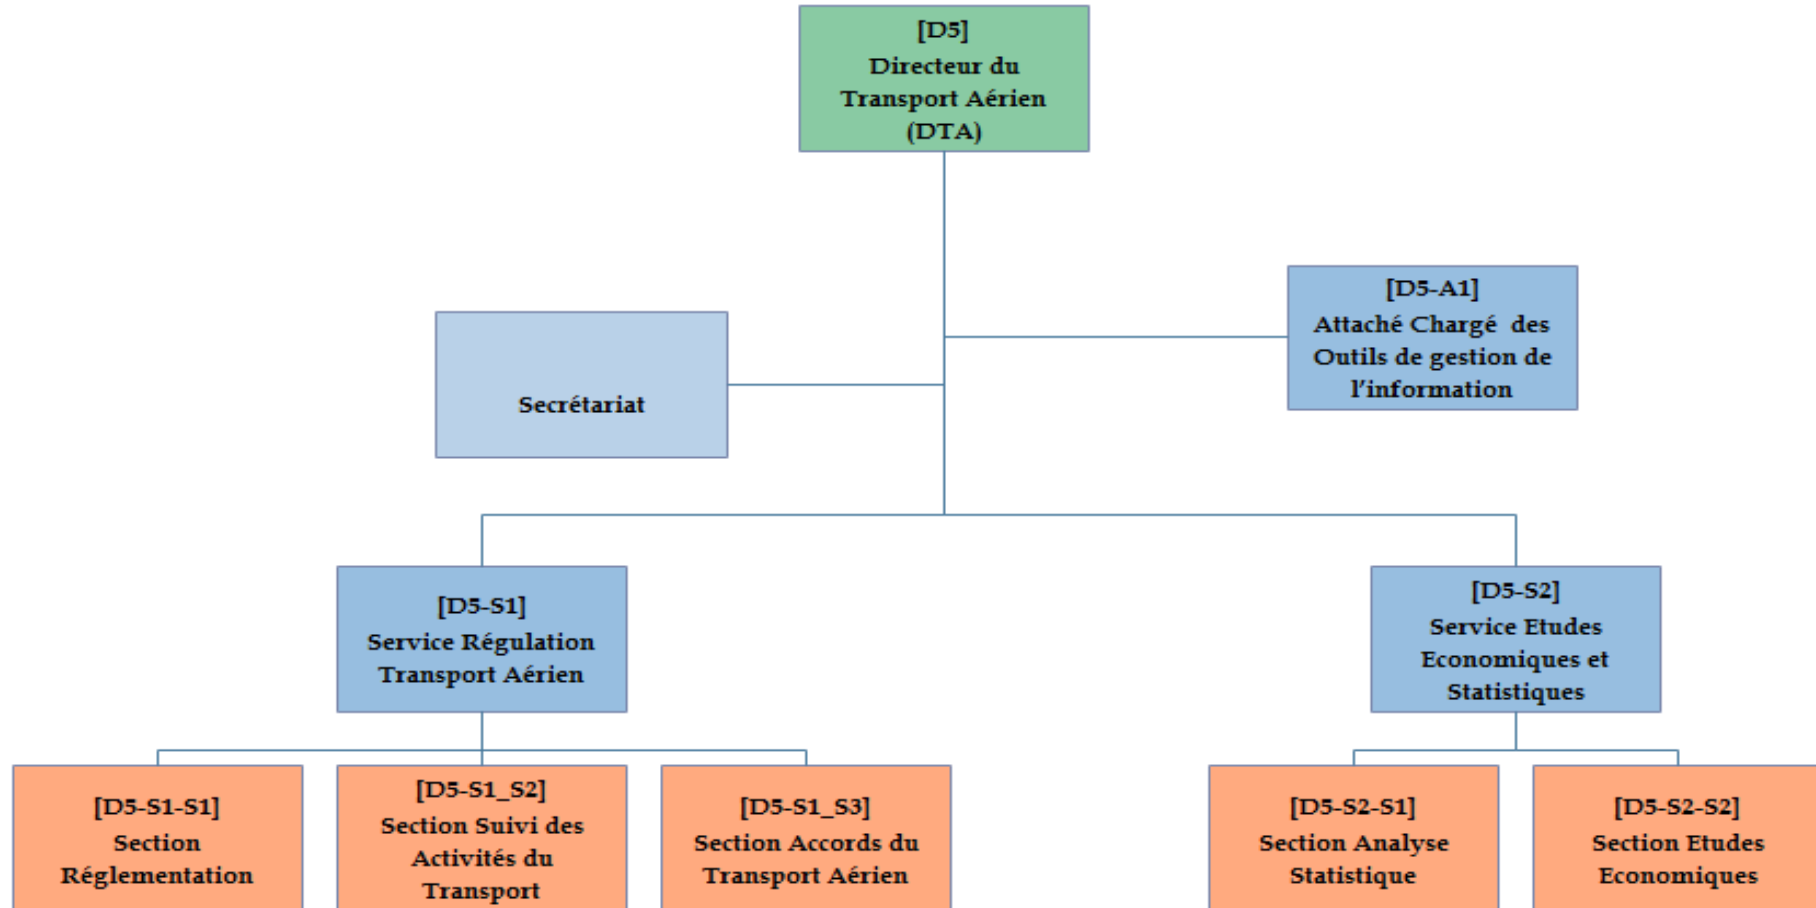 [D5]
Directeur du
Transport Aérien
(DTA)
[D5-A1]
Attaché Chargé  des
Outils de gestion de
l’information
Secrétariat
[D5-S1]
Service Régulation
Transport Aérien
[D5-S2]
Service Etudes
Economiques et
Statistiques
[D5-S1-S1]
Section
Réglementation
[D5-S1_S2]
Section Suivi des
Activités du
Transport
[D5-S1_S3]
Section Accords du
Transport Aérien
[D5-S2-S1]
Section Analyse
Statistique
[D5-S2-S2]
Section Etudes
Economiques